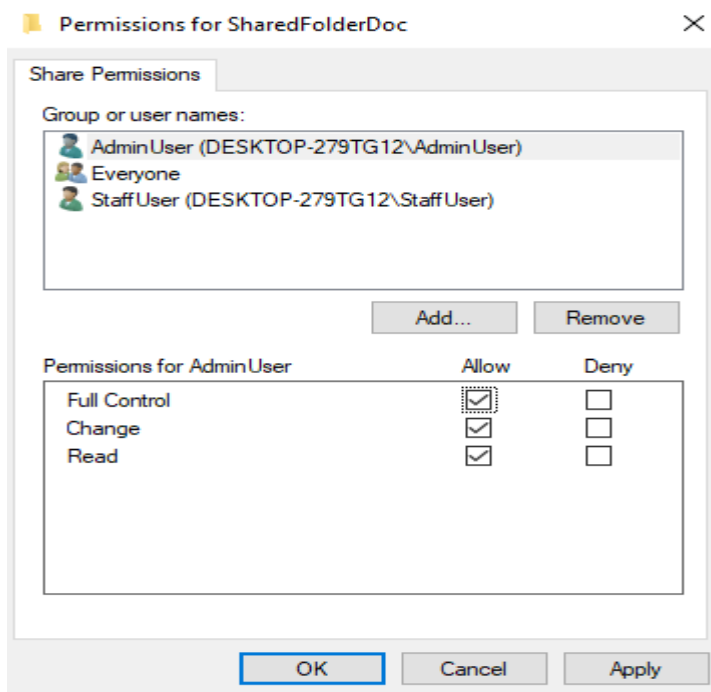 Permissions for SharedFolderDoc
Share Permissions
Group or user names:
AdminUser (DESKTOP-279TG12\AdminUser)
Everyone
StaffUser (DESKTOP-279TG12\StaffUser)
Add...
Remove
Permissions for AdminUser
Allow
Deny
Full Control
Change
Read
OK
Cancel
Apply